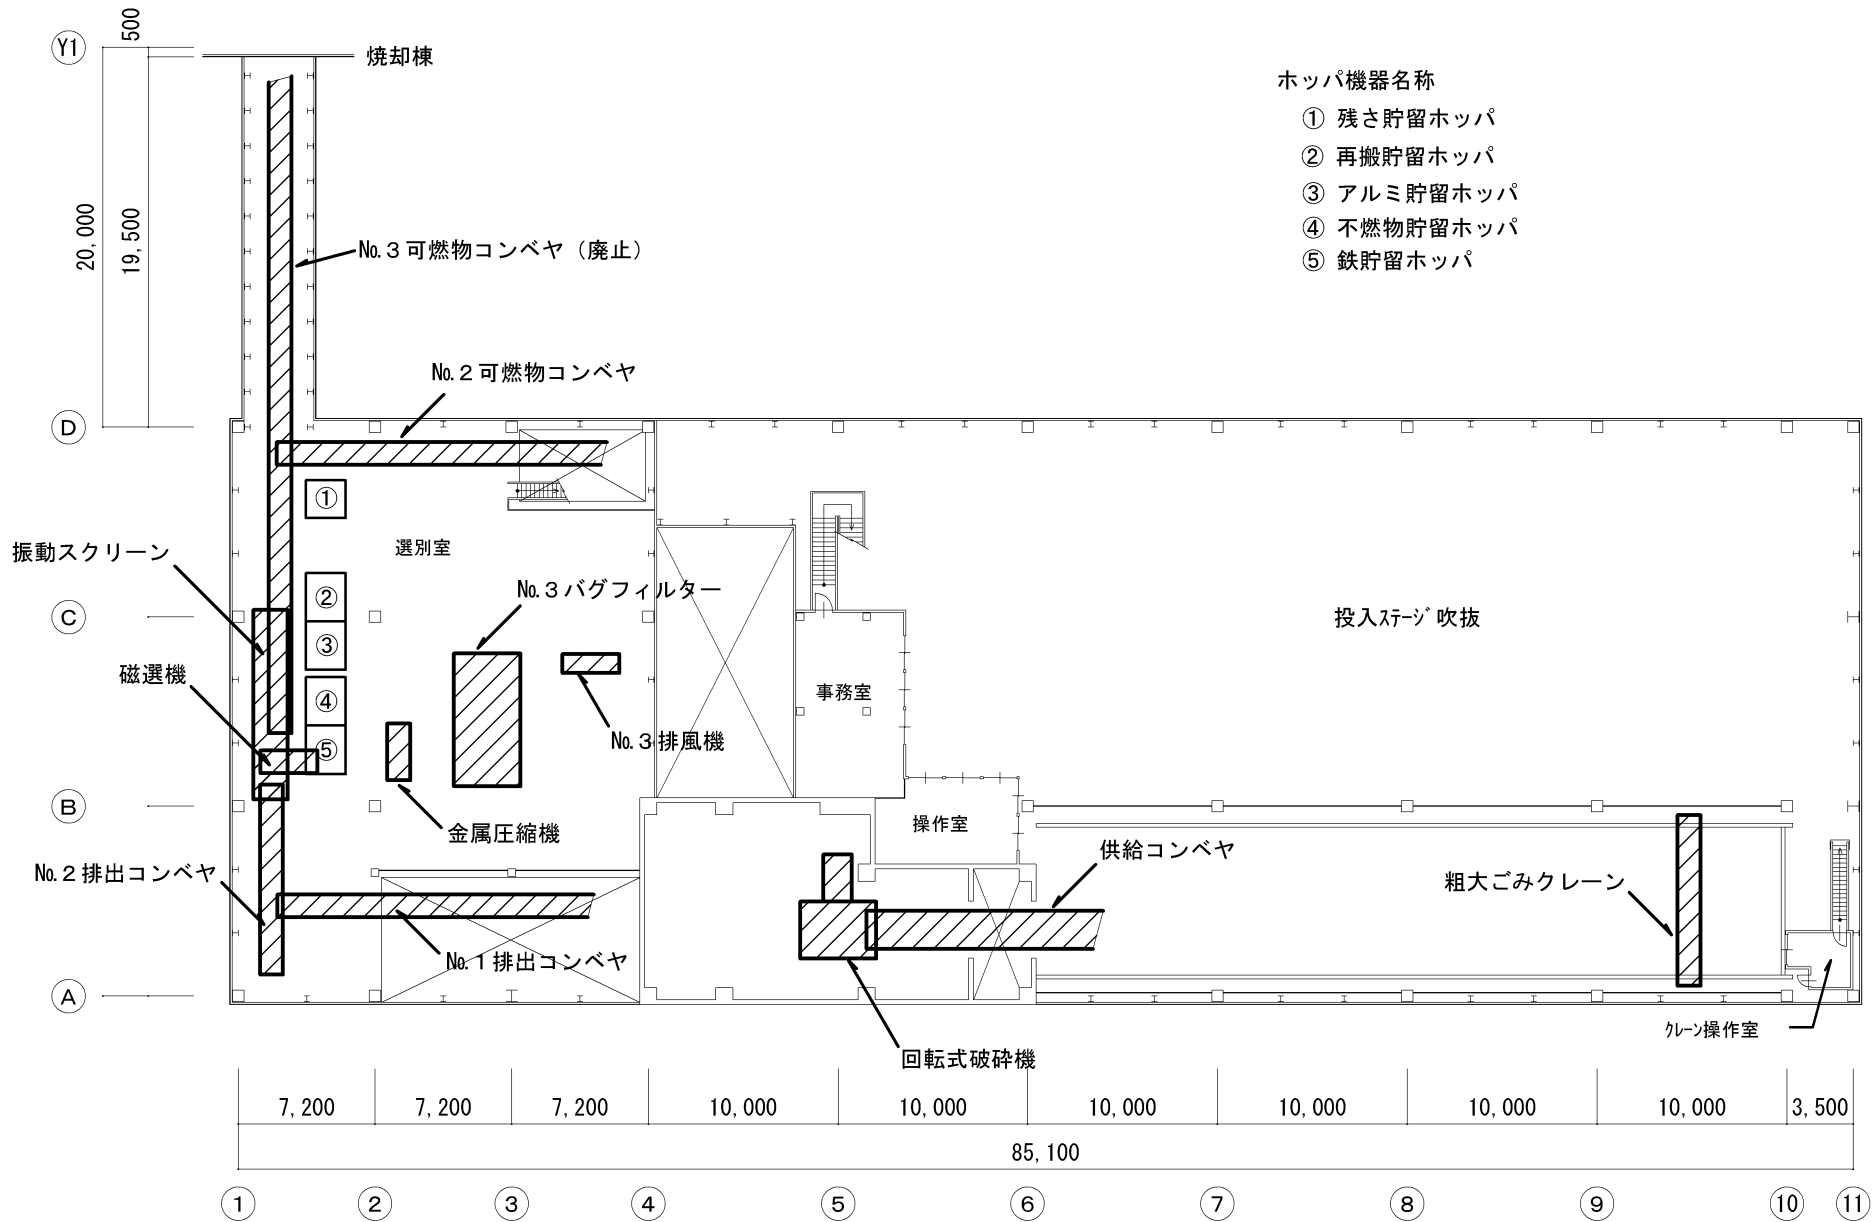 Y1
500
焼却棟
ホッパ機器名称
① 残さ貯留ホッパ
② 再搬貯留ホッパ
③ アルミ貯留ホッパ
④ 不燃物貯留ホッパ
⑤ 鉄貯留ホッパ
20,000
19,500
№.3可燃物コンベヤ(廃止)
№.2可燃物コンベヤ
D
①
選別室
振動スクリーン
№.3バグフィルター
②
C
投入ｽﾃｰｼﾞ吹抜
③
磁選機
事務室
④
№.3排風機
⑤
B
金属圧縮機
操作室
供給コンベヤ
№.2排出コンベヤ
粗大ごみクレーン
№.1排出コンベヤ
A
ｸﾚｰﾝ操作室
回転式破砕機
7,200 7,200 7,200 10,000 10,000 10,000 10,000 10,000 10,000 3,500
85,100
① ② ③ ④ ⑤ ⑥ ⑦ ⑧ ⑨ ⑩ ⑪